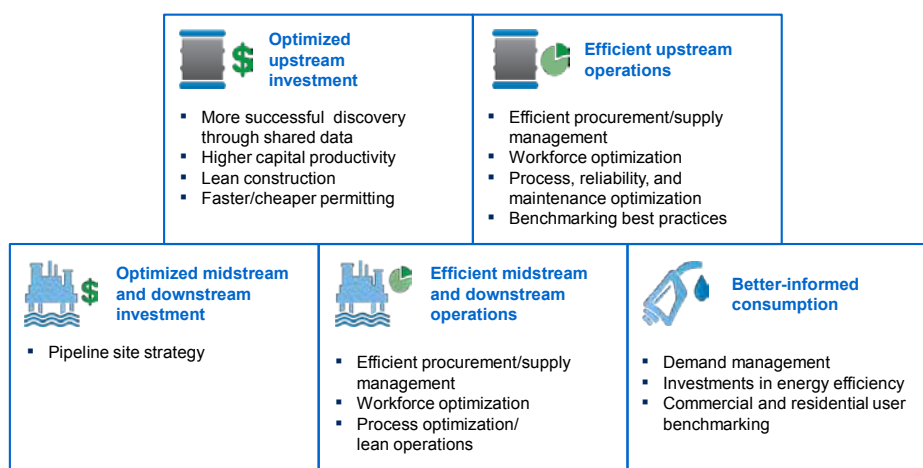 Optimized
upstream
investment
▪ More successful discovery
through shared data
▪ Higher capital productivity
▪ Lean construction
▪ Faster/cheaper permitting
Efficient upstream
operations
▪ Efficient procurement/supply
management
▪ Workforce optimization
▪ Process, reliability, and
maintenance optimization
▪ Benchmarking best practices
Optimized midstream
and downstream
investment
▪ Pipeline site strategy
Efficient midstream
and downstream
operations
▪ Efficient procurement/supply
management
▪ Workforce optimization
▪ Process optimization/
lean operations
Better-informed
consumption
▪ Demand management
▪ Investments in energy efficiency
▪ Commercial and residential user
benchmarking